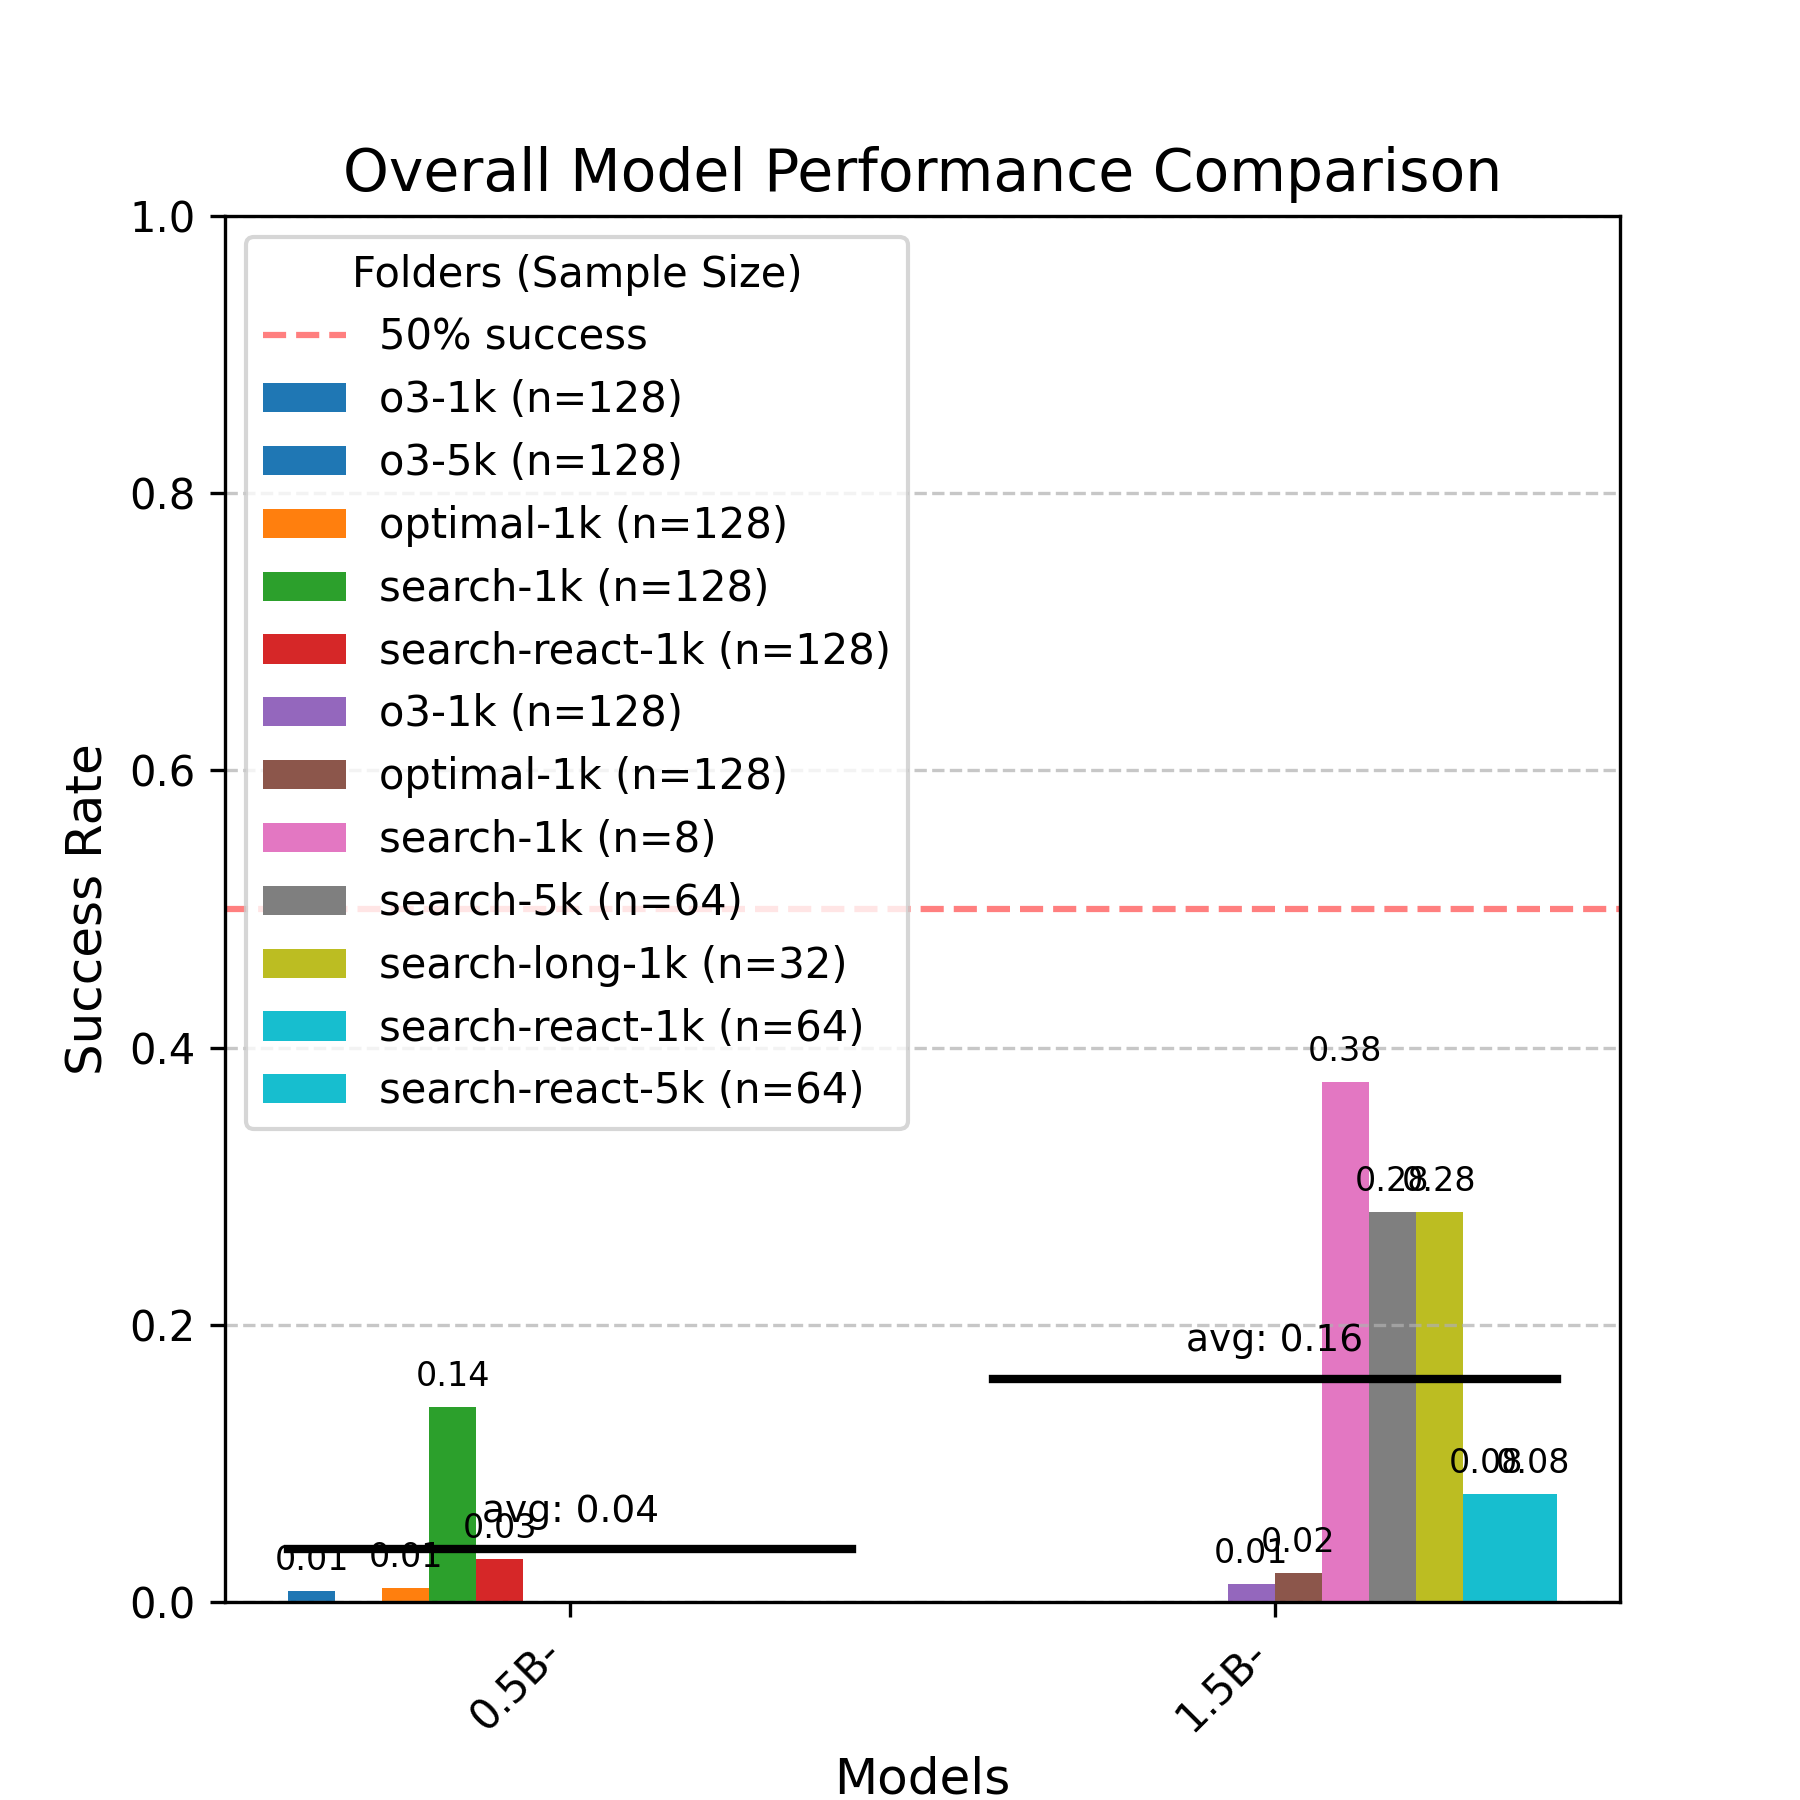 Overall Model Performance Comparison
1.0
0.8
0.6
0.4
0.2
0.0
Success Rate
Folders (Sample Size)
50% success
o3-1k (n=128)
o3-5k (n=128)
optimal-1k (n=128)
search-1k (n=128)
search-react-1k (n=128)
o3-1k (n=128)
optimal-1k (n=128)
search-1k (n=8)
search-5k (n=64)
search-long-1k (n=32)
search-react-1k (n=64)
search-react-5k (n=64)
0.01
0.01
0.14
0.03
avg: 0.04
0.01
0.02
0.38
0.28
0.28
0.08
0.08
avg: 0.16
0.5B-
1.5B-
Models